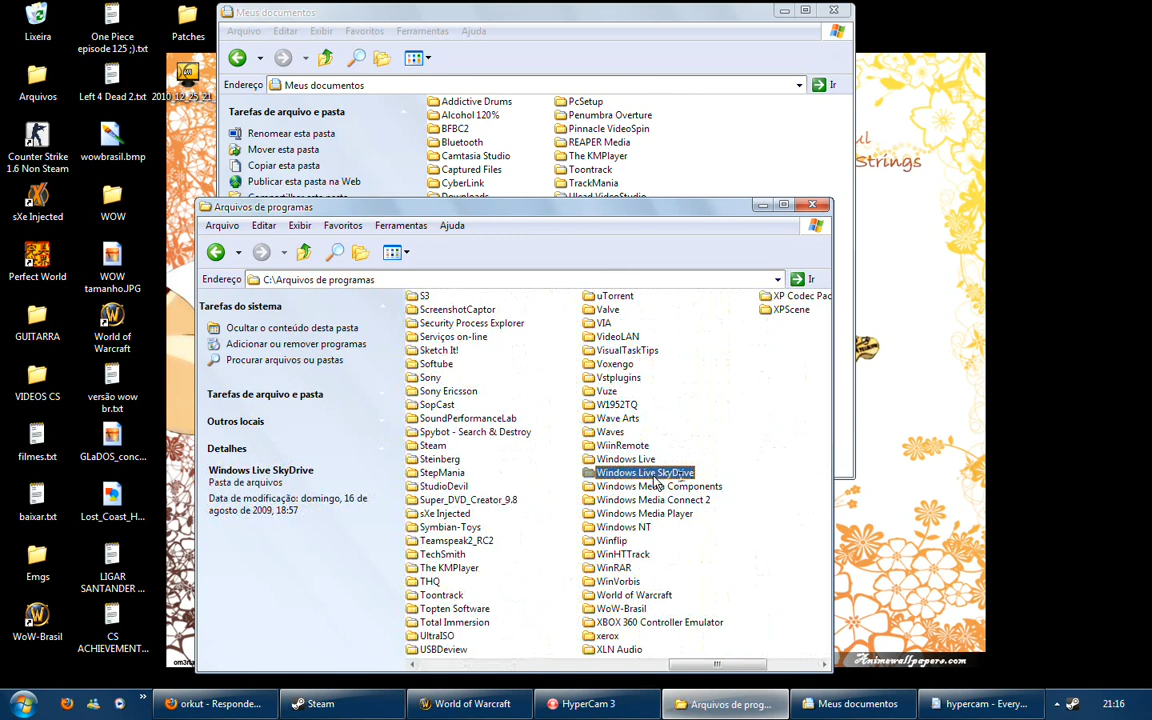 Lixeira
One Piece
episode 125 ;).txt
Patches
Arquivos
Left 4 Dead 2.txt
2010_12_25_21
Counter Strike
1.6 Non Steam
wowbrasil.bmp
sXe Injected
WOW
Perfect World
WOW
tamanho.JPG
GUITARRA
World of
Warcraft
VIDEOS CS
versão wow
br.txt
filmes.txt
GLaDOS_conc...
baixar.txt
Lost_Coast_H...
Emgs
LIGAR
SANTANDER ...
WoW-Brasil
CS
ACHIEVEMENT...
Meus documentos
Arquivo Editar Exibir Favoritos Ferramentas Ajuda
Endereço Meus documentos Ir
Tarefas de arquivo e pasta
Renomear esta pasta
Mover esta pasta
Copiar esta pasta
Publicar esta pasta na Web
Addictive Drums
Alcohol 120%
BFBC2
Bluetooth
Camtasia Studio
Captured Files
CyberLink
Downloads
PcSetup
Penumbra Overture
Pinnacle VideoSpin
REAPER Media
The KMPlayer
Toontrack
TrackMania
Ulead VideoStudio
Strings
Arquivos de programas
Arquivo Editar Exibir Favoritos Ferramentas Ajuda
Endereço C:\Arquivos de programas Ir
Tarefas do sistema
Ocultar o conteúdo desta pasta
Adicionar ou remover programas
Procurar arquivos ou pastas
Tarefas de arquivo e pasta
Outros locais
Detalhes
Windows Live SkyDrive
Pasta de arquivos
Data de modificação: domingo, 16 de
agosto de 2009, 18:57
S3
ScreenshotCaptor
Security Process Explorer
Serviços on-line
Sketch It!
Softube
Sony
Sony Ericsson
SopCast
SoundPerformanceLab
Spybot - Search & Destroy
Steam
Steinberg
StepMania
StudioDevil
Super_DVD_Creator_9.8
sXe Injected
Symbian-Toys
Teamspeak2_RC2
TechSmith
The KMPlayer
THQ
Toontrack
Topten Software
Total Immersion
UltraISO
USBDeview
uTorrent
Valve
VIA
VideoLAN
VisualTaskTips
Voxengo
Vstplugins
Vuze
W1952TQ
Wave Arts
Waves
WiinRemote
Windows Live
Windows Live SkyDrive
Windows Media Components
Windows Media Connect 2
Windows Media Player
Windows NT
Winflip
WinHTTrack
WinRAR
WinVorbis
World of Warcraft
WoW-Brasil
XBOX 360 Controller Emulator
xerox
XLN Audio
XP Codec Pac
XPScene
Animewallpapers.com
orkut - Responde...
Steam
World of Warcraft
HyperCam 3
Arquivos de prog...
Meus documentos
hypercam - Every...
21:16